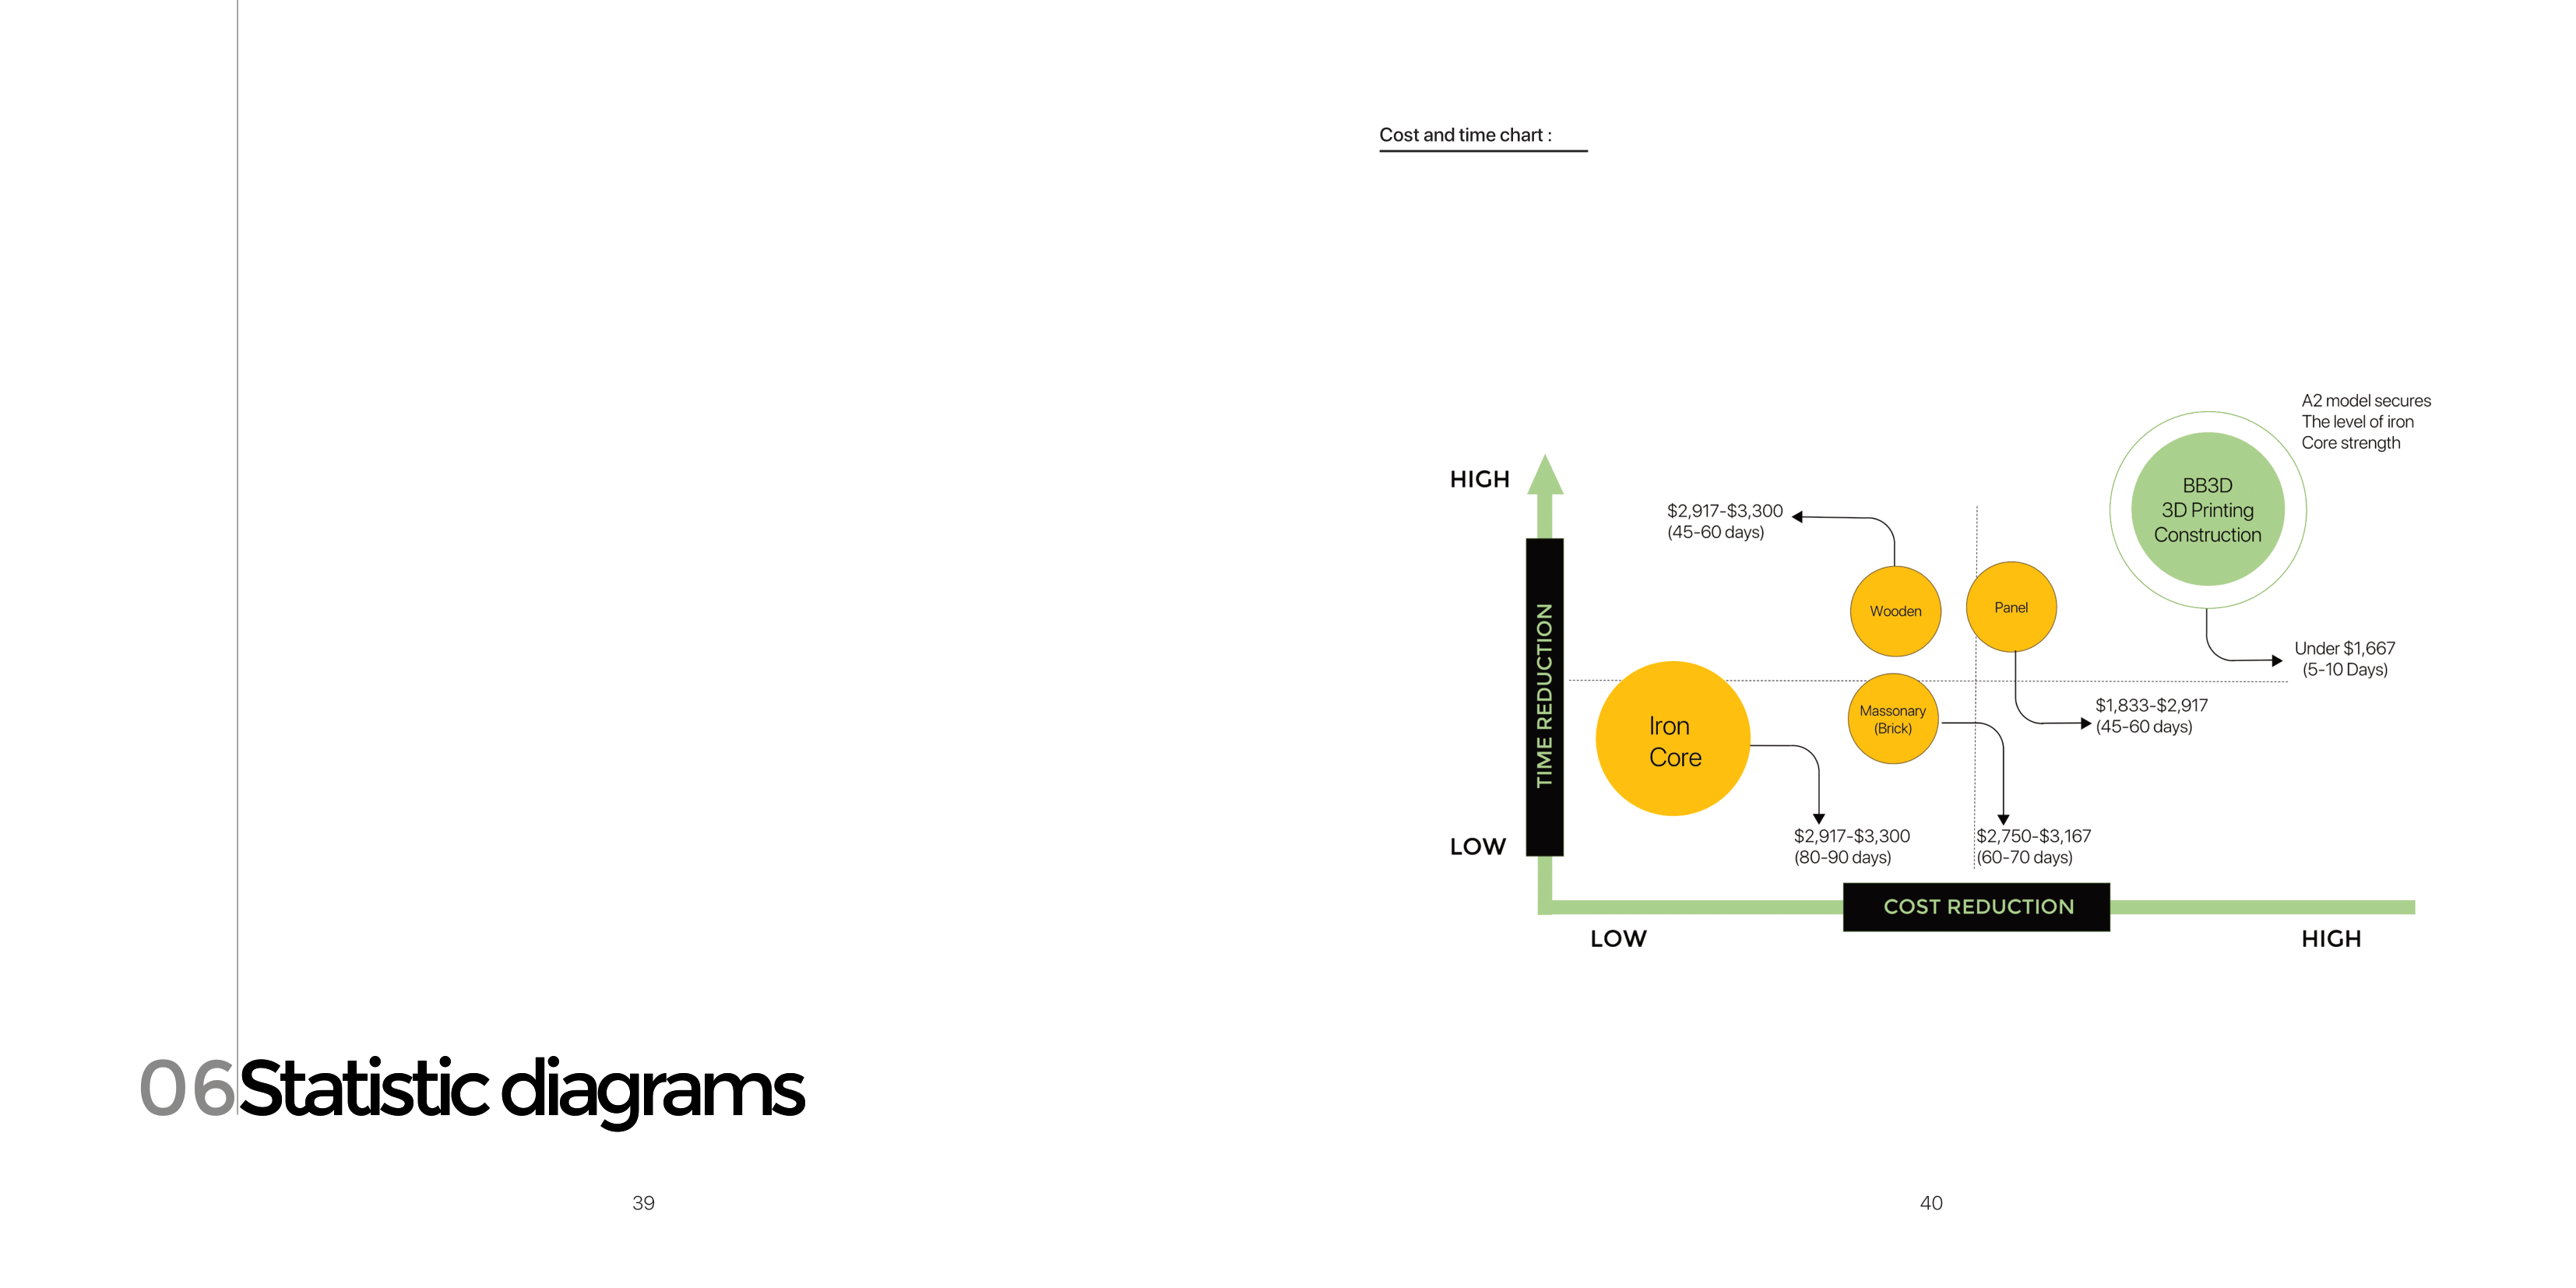 06 Statistic diagrams
39
Cost and time chart :
A2 model secures
The level of iron
Core strength
HIGH
BB3D
3D Printing
Construction
$2,917-$3,300
(45-60 days)
Wooden
Panel
TIME REDUCTION
Under $1,667
(5-10 Days)
Iron
Core
Massonary
(Brick)
$1,833-$2,917
(45-60 days)
LOW
$2,917-$3,300
(80-90 days)
$2,750-$3,167
(60-70 days)
COST REDUCTION
LOW
HIGH
40